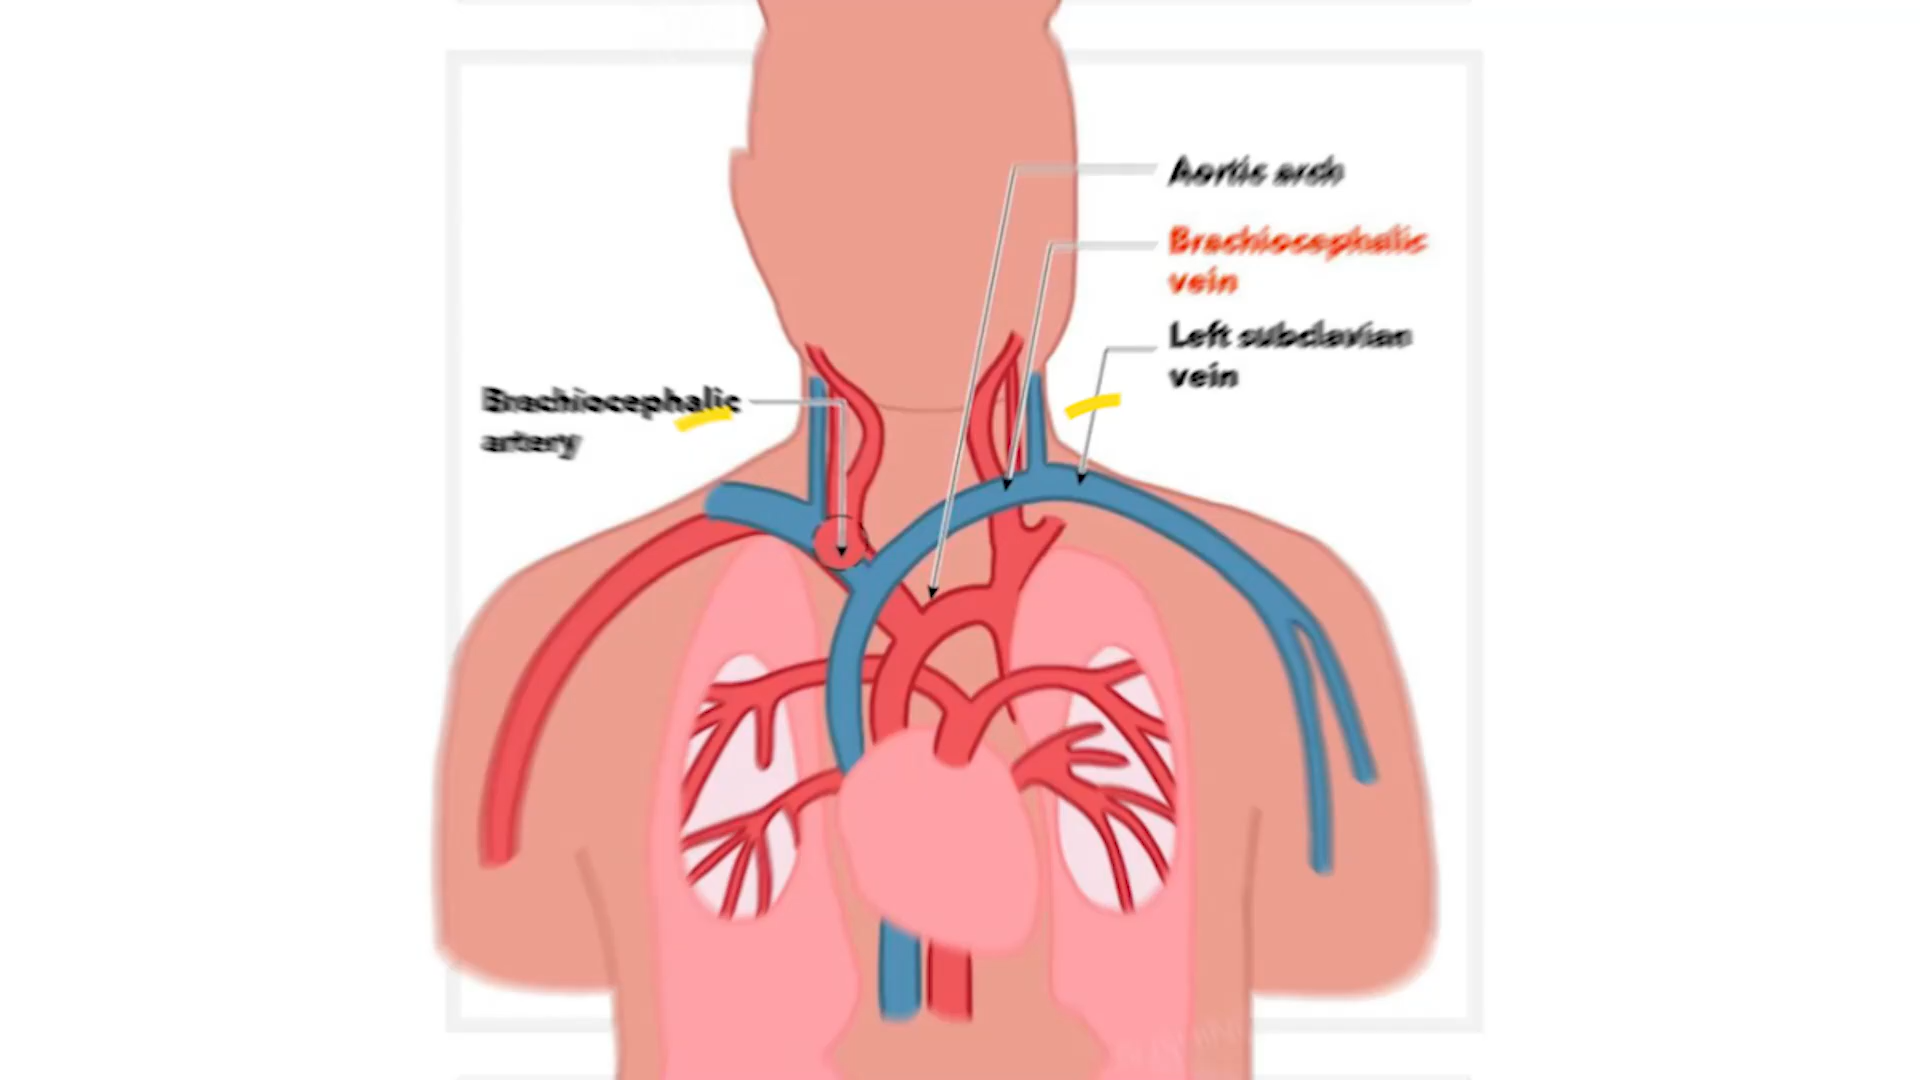 Aortic arch
Brachiocephalic
vein
Left subclavian
vein
Brachiocephalic
artery